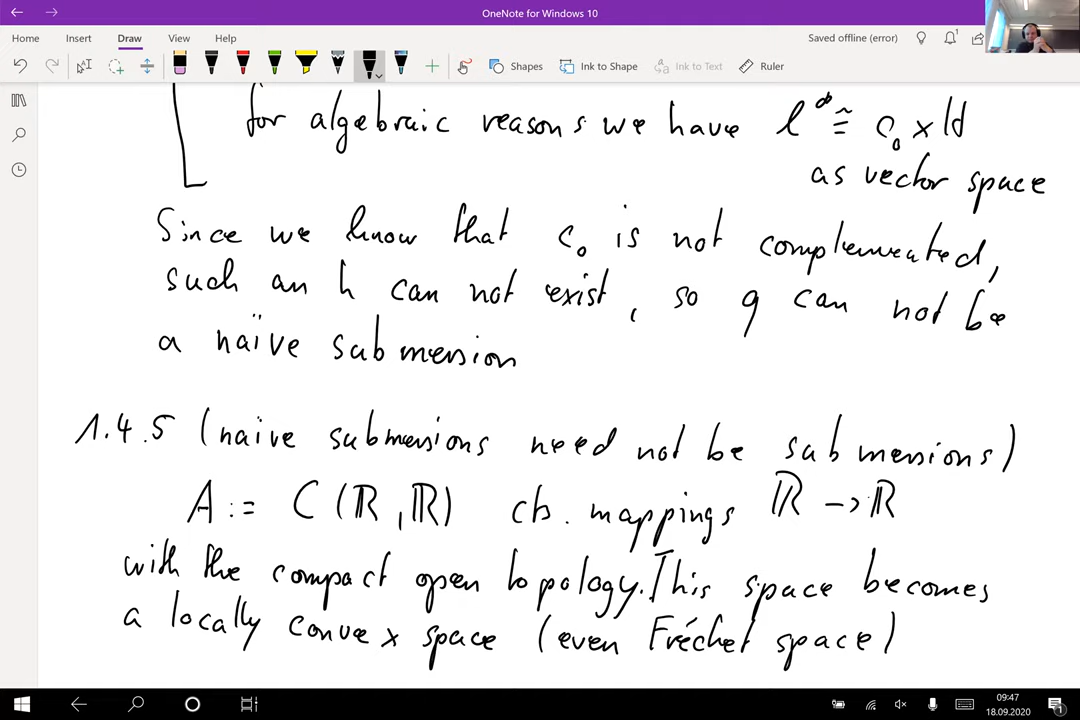 OneNote for Windows 10
Home Insert Draw View Help
Saved offline (error)
Shapes Ink to Shape Ink to Text Ruler
for algebraic reasons we have l^∞ ≅ c₀ × ld
as vector space
Since we know that c₀ is not complemented,
such an h can not exist, so q can not be
a naïve submersion
1.4.5 (naive submersions need not be submersions)
A := C(ℝ,ℝ) cts. mappings ℝ → ℝ
with the compact open topology. This space becomes
a locally convex space (even Fréchet space)
09:47
18.09.2020